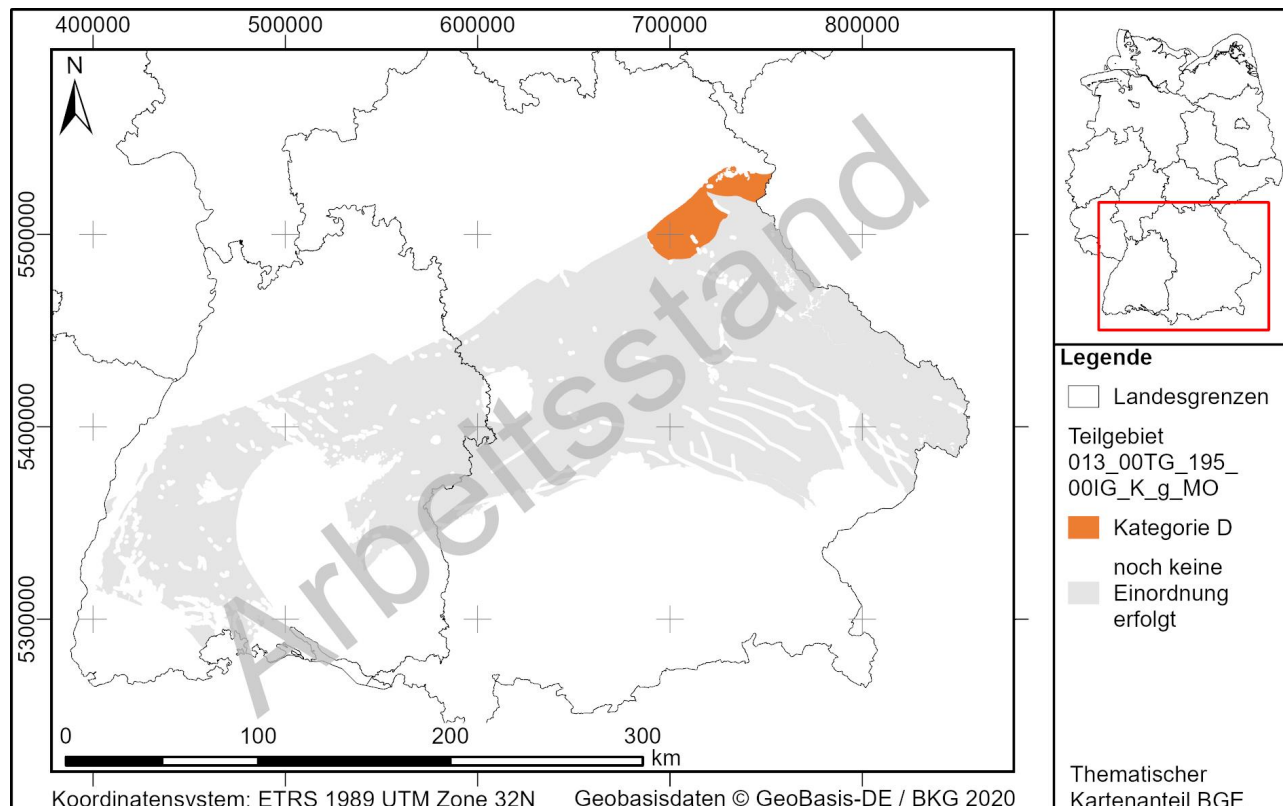 400000 500000 600000 700000 800000
N
5500000
5400000
5300000
Arbeitsstand
0 100 200 300
km
Koordinatensystem: ETRS 1989 UTM Zone 32N Geobasisdaten © GeoBasis-DE / BKG 2020
Legende
Landesgrenzen
Teilgebiet
013_00TG_195_
00IG_K_g_MO
Kategorie D
noch keine
Einordnung
erfolgt
Thematischer
Kartenanteil BGE